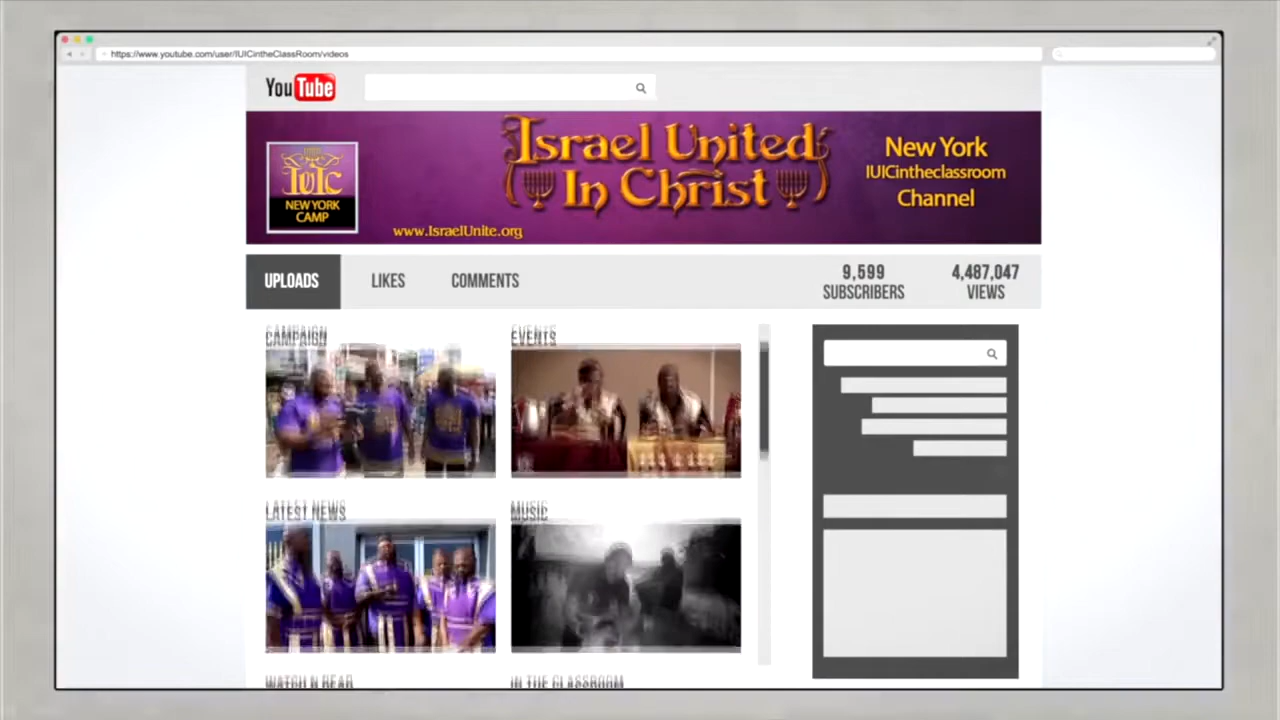 https://www.youtube.com/user/IUICintheClassRoom/videos
YouTube
Israel United
In Christ
New York
IUICintheclassroom
Channel
IUIC
NEW YORK
CAMP
www.IsraelUnite.org
UPLOADS
LIKES
COMMENTS
9,599
SUBSCRIBERS
4,487,047
VIEWS
CAMPAIGN
EVENTS
LATEST NEWS
MUSIC
IN THE CLASSROOM